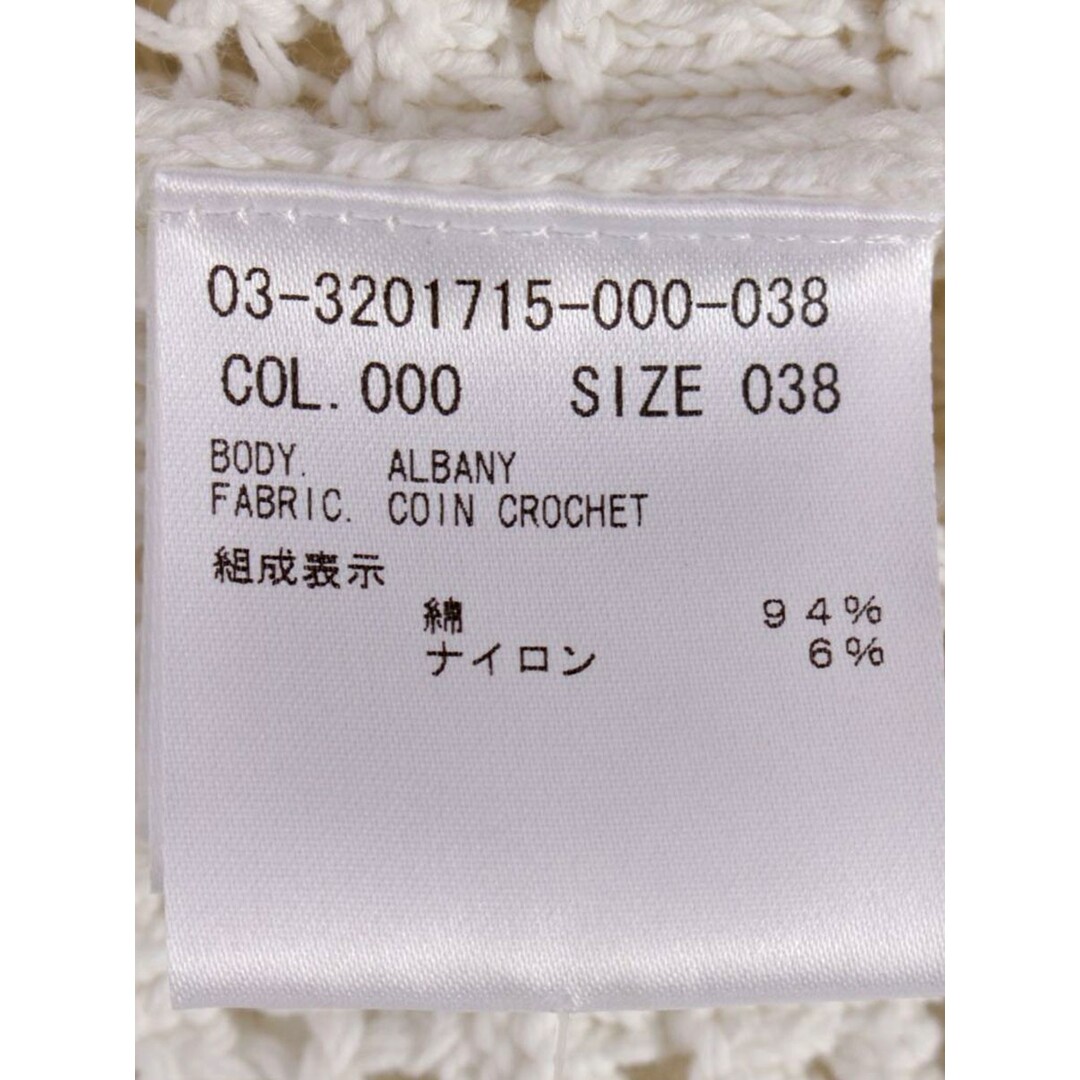 03-3201715-000-038
COL. 000 SIZE 038
BODY. ALBANY
FABRIC. COIN CROCHET
組成表示
綿 94%
ナイロン 6%